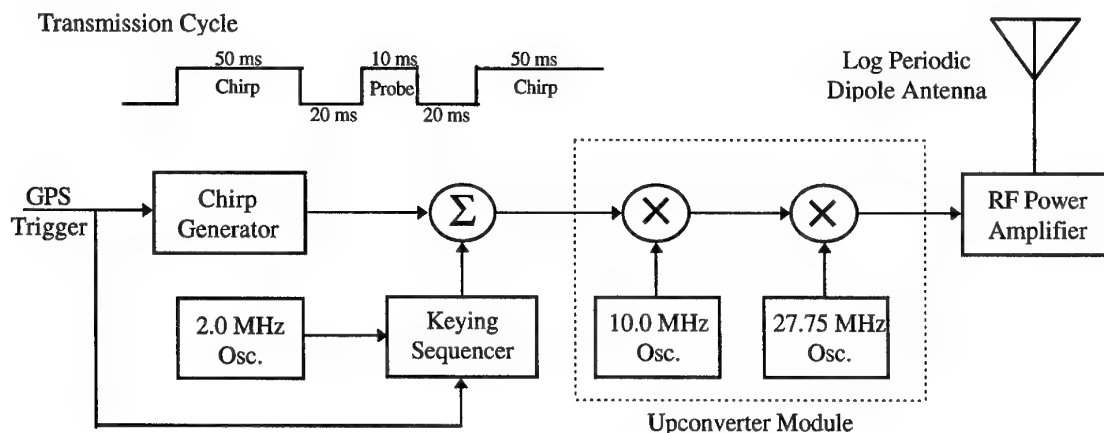 Transmission Cycle
50 ms
10 ms
50 ms
Chirp
Probe
Chirp
20 ms
20 ms
Log Periodic
Dipole Antenna
GPS
Trigger
Chirp
Generator
Σ
×
×
RF Power
Amplifier
2.0 MHz
Osc.
Keying
Sequencer
10.0 MHz
Osc.
27.75 MHz
Osc.
Upconverter Module